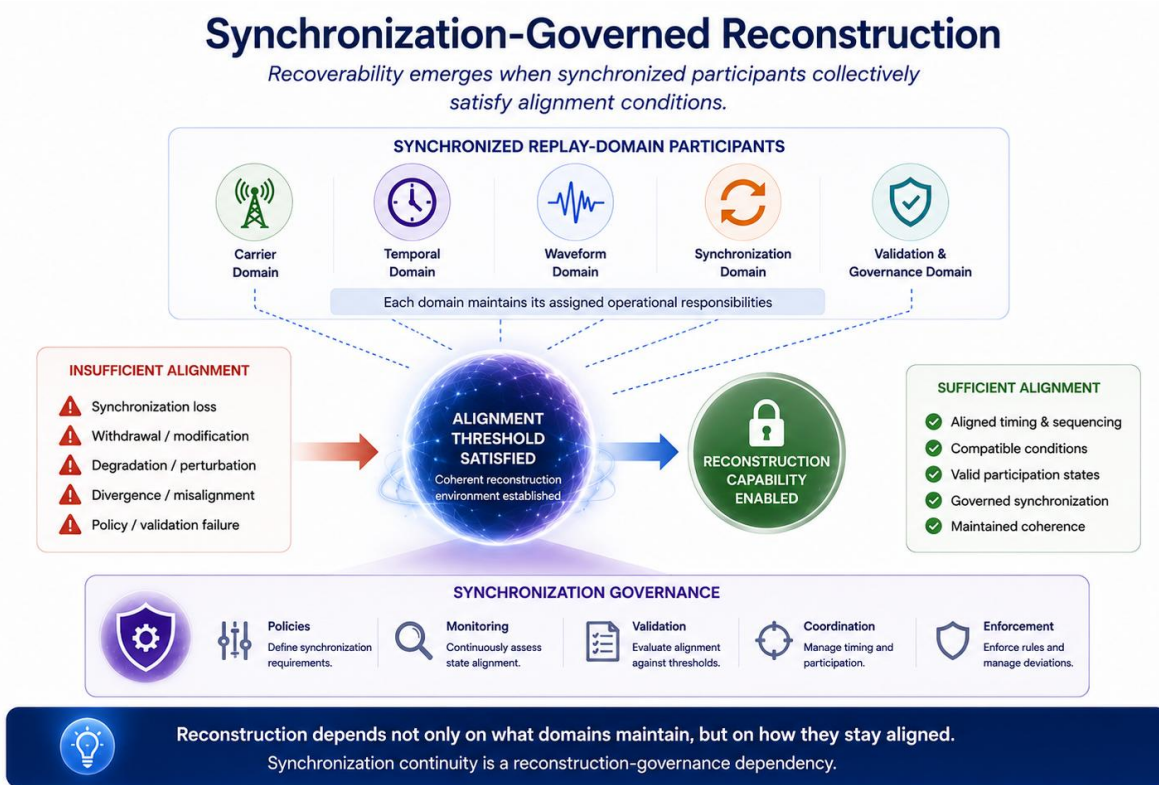 Synchronization-Governed Reconstruction
Recoverability emerges when synchronized participants collectively
satisfy alignment conditions.
SYNCHRONIZED REPLAY-DOMAIN PARTICIPANTS
Carrier
Domain
Temporal
Domain
Waveform
Domain
Synchronization
Domain
Validation &
Governance Domain
Each domain maintains its assigned operational responsibilities
INSUFFICIENT ALIGNMENT
Synchronization loss
Withdrawal / modification
Degradation / perturbation
Divergence / misalignment
Policy / validation failure
ALIGNMENT
THRESHOLD
SATISFIED
Coherent reconstruction
environment established
RECONSTRUCTION
CAPABILITY
ENABLED
SUFFICIENT ALIGNMENT
Aligned timing & sequencing
Compatible conditions
Valid participation states
Governed synchronization
Maintained coherence
SYNCHRONIZATION GOVERNANCE
Policies
Define synchronization
requirements.
Monitoring
Continuously assess
state alignment.
Validation
Evaluate alignment
against thresholds.
Coordination
Manage timing and
participation.
Enforcement
Enforce rules and
manage deviations.
Reconstruction depends not only on what domains maintain, but on how they stay aligned.
Synchronization continuity is a reconstruction-governance dependency.